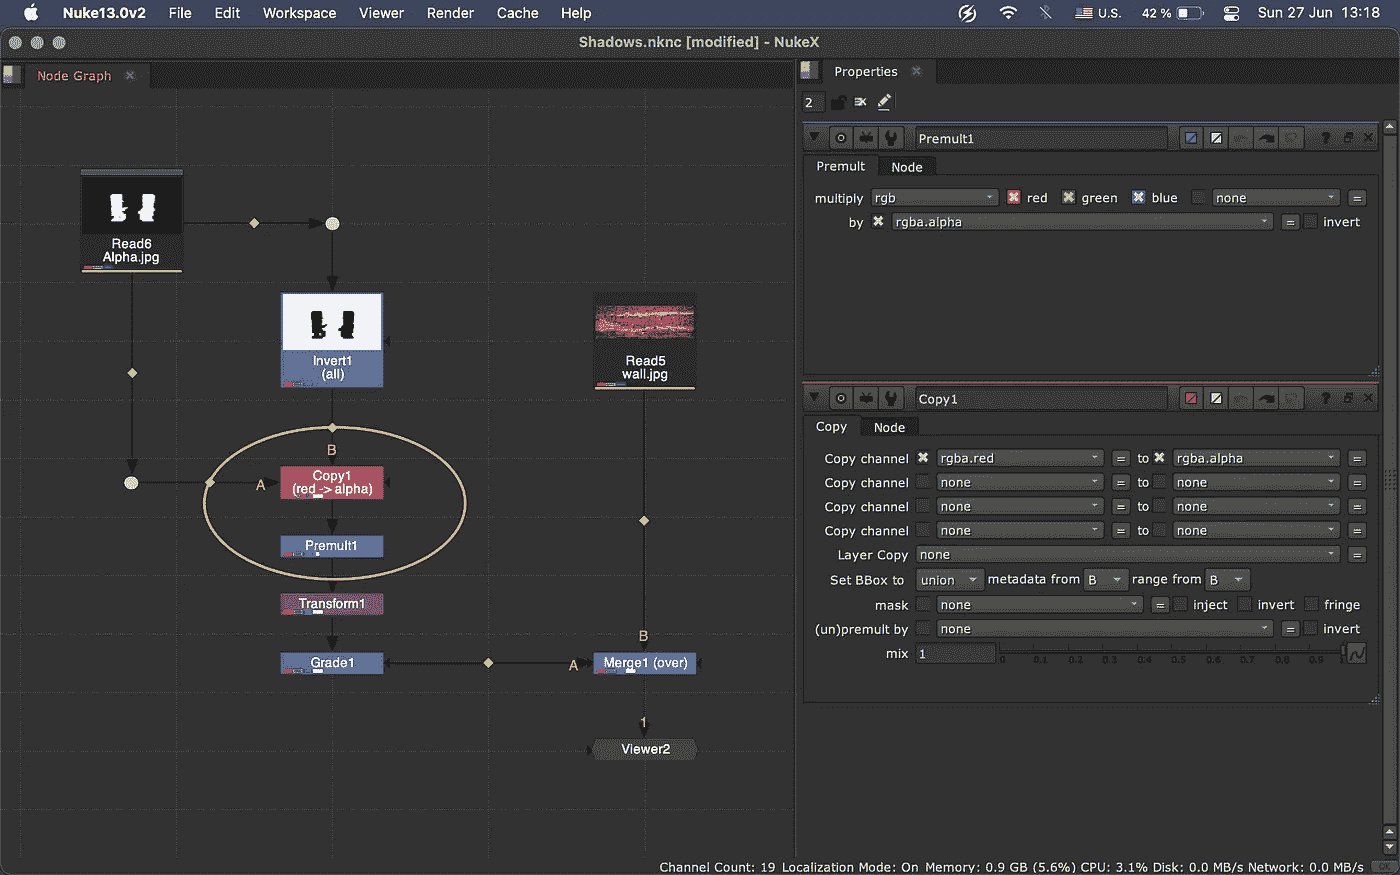 Nuke13.0v2 File Edit Workspace Viewer Render Cache Help U.S. 42 % Sun 27 Jun 13:18
Shadows.nknc [modified] - NukeX
Node Graph
Read6
Alpha.jpg
Invert1
(all)
Read5
wall.jpg
B
A
Copy1
(red -> alpha)
Premult1
Transform1
Grade1
B
A
Merge1 (over)
1
Viewer2
Properties
2
Premult1
Premult Node
multiply rgb red green blue none =
by rgba.alpha = invert
Copy1
Copy Node
Copy channel rgba.red = to rgba.alpha =
Copy channel none = to none =
Copy channel none = to none =
Copy channel none = to none =
Layer Copy none =
Set BBox to union metadata from B range from B
mask none = inject invert fringe
(un)premult by none = invert
mix 1 0 0.1 0.2 0.3 0.4 0.5 0.6 0.7 0.8 0.9
Channel Count: 19 Localization Mode: On Memory: 0.9 GB (5.6%) CPU: 3.1% Disk: 0.0 MB/s Network: 0.0 MB/s